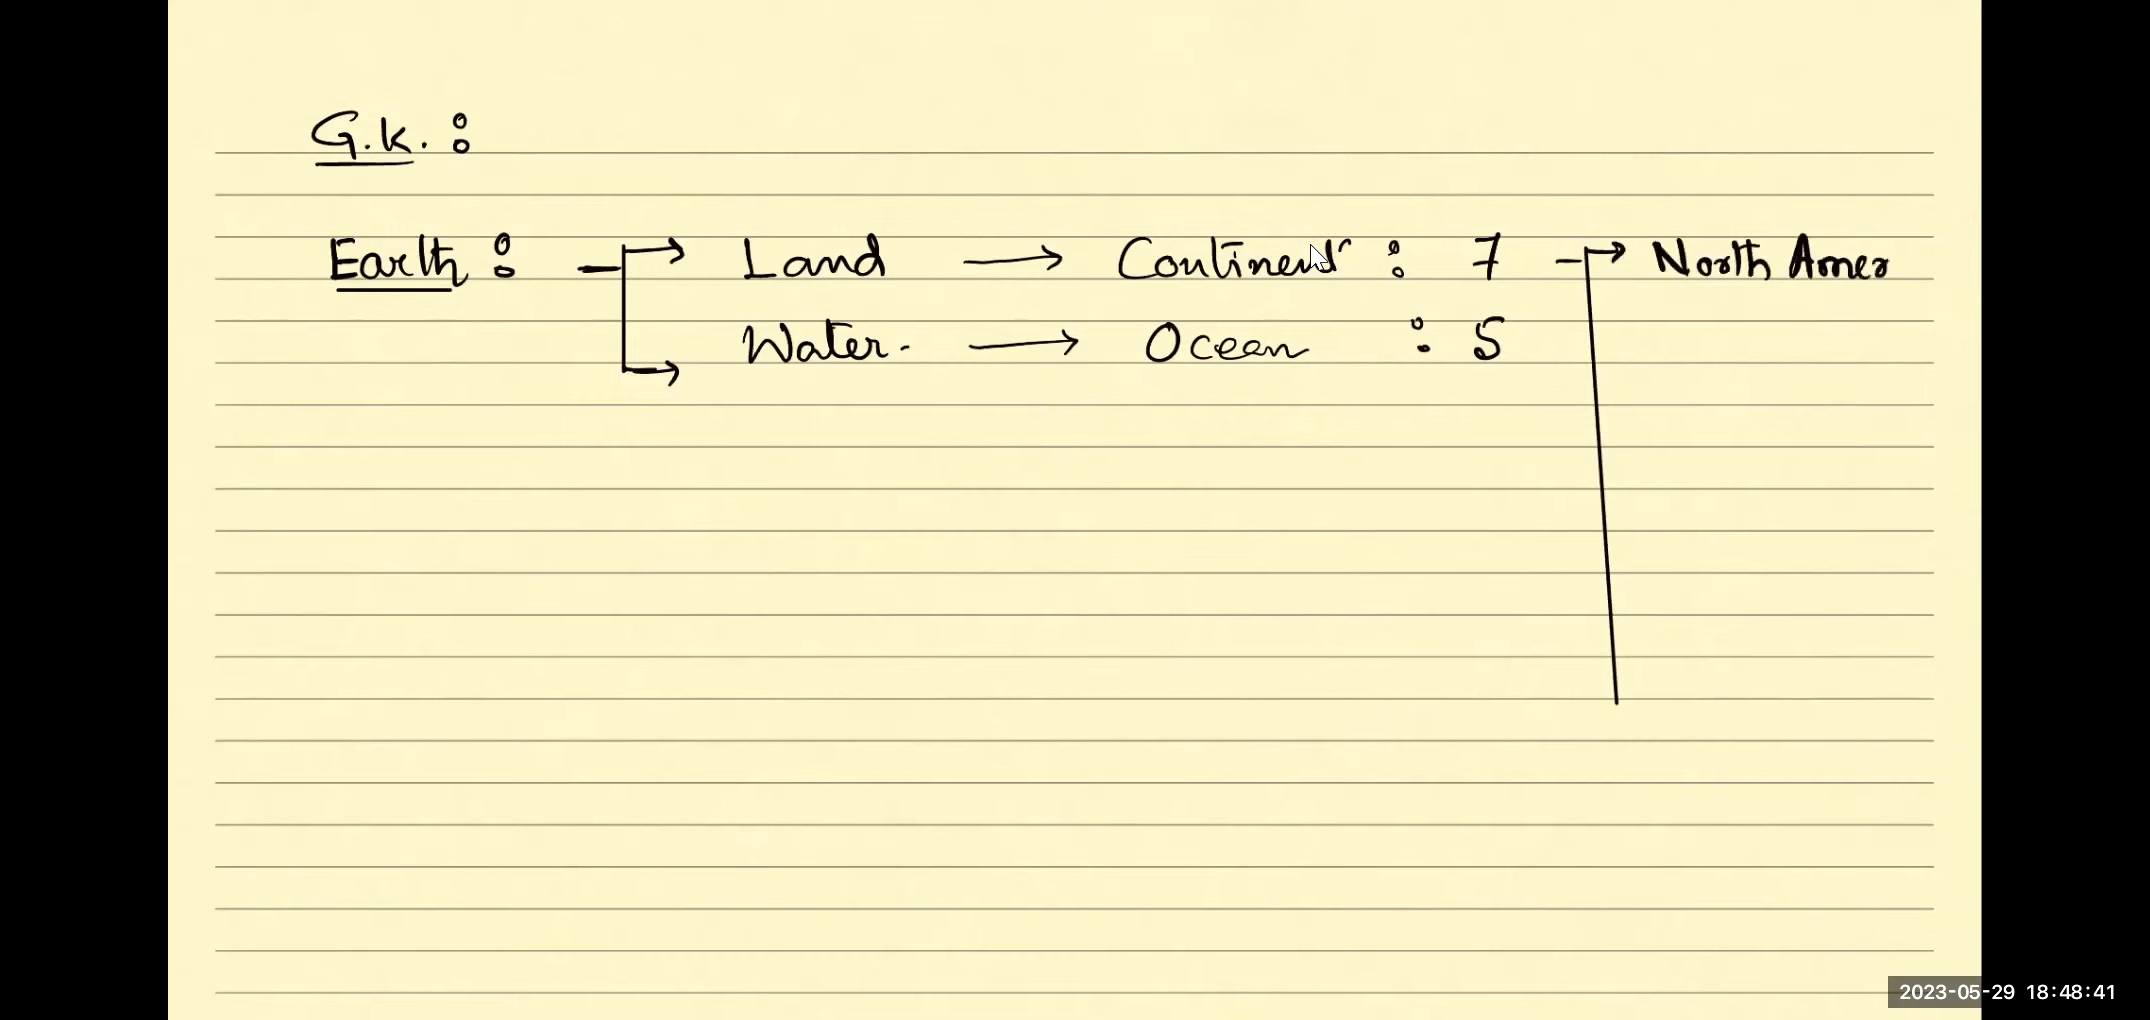 G.K. :
Earth : → Land → Continent : 7 → North Amer
→ Water. → Ocean : 5
2023-05-29 18:48:41